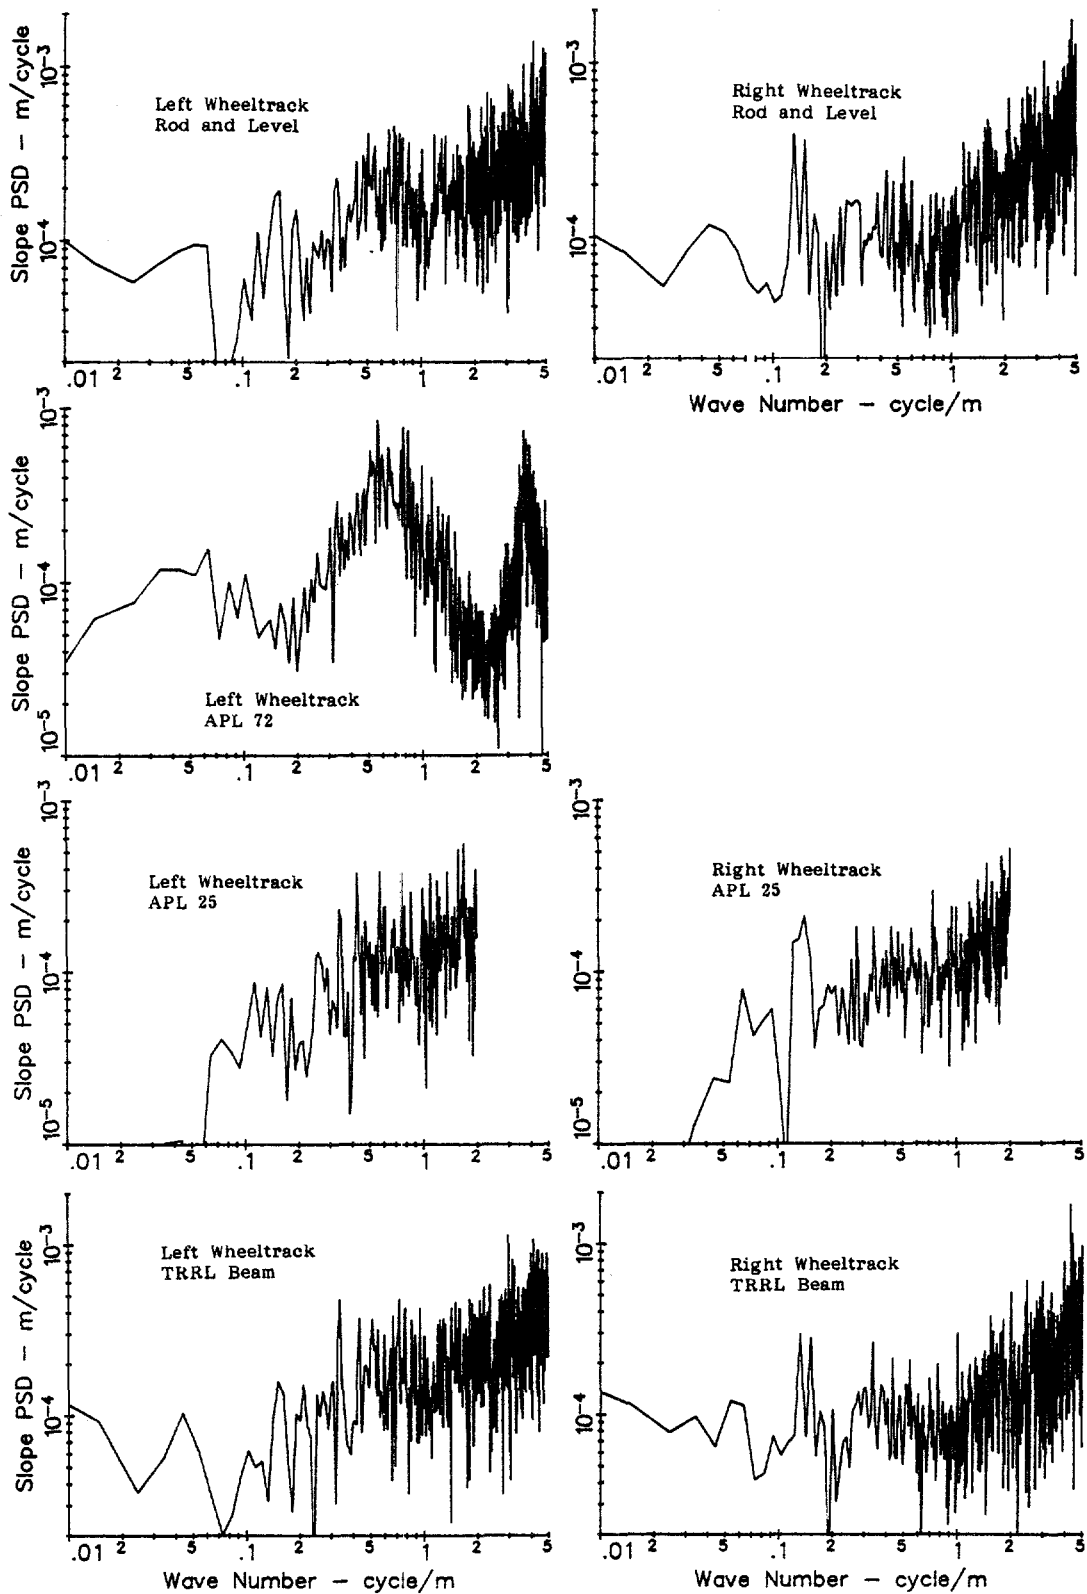 Slope PSD – m/cycle
10⁻³
10⁻⁴
Left Wheeltrack
Rod and Level
.01 2 5 .1 2 5 1 2 5
10⁻³
10⁻⁴
Right Wheeltrack
Rod and Level
.01 2 5 .1 2 5 1 2 5
Wave Number – cycle/m
Slope PSD – m/cycle
10⁻³
10⁻⁴
10⁻⁵
Left Wheeltrack
APL 72
.01 2 5 .1 2 5 1 2 5
Slope PSD – m/cycle
10⁻³
10⁻⁴
10⁻⁵
Left Wheeltrack
APL 25
.01 2 5 .1 2 5 1 2 5
10⁻³
10⁻⁴
10⁻⁵
Right Wheeltrack
APL 25
.01 2 5 .1 2 5 1 2 5
Slope PSD – m/cycle
10⁻³
10⁻⁴
Left Wheeltrack
TRRL Beam
.01 2 5 .1 2 5 1 2 5
Wave Number – cycle/m
10⁻³
10⁻⁴
Right Wheeltrack
TRRL Beam
.01 2 5 .1 2 5 1 2 5
Wave Number – cycle/m